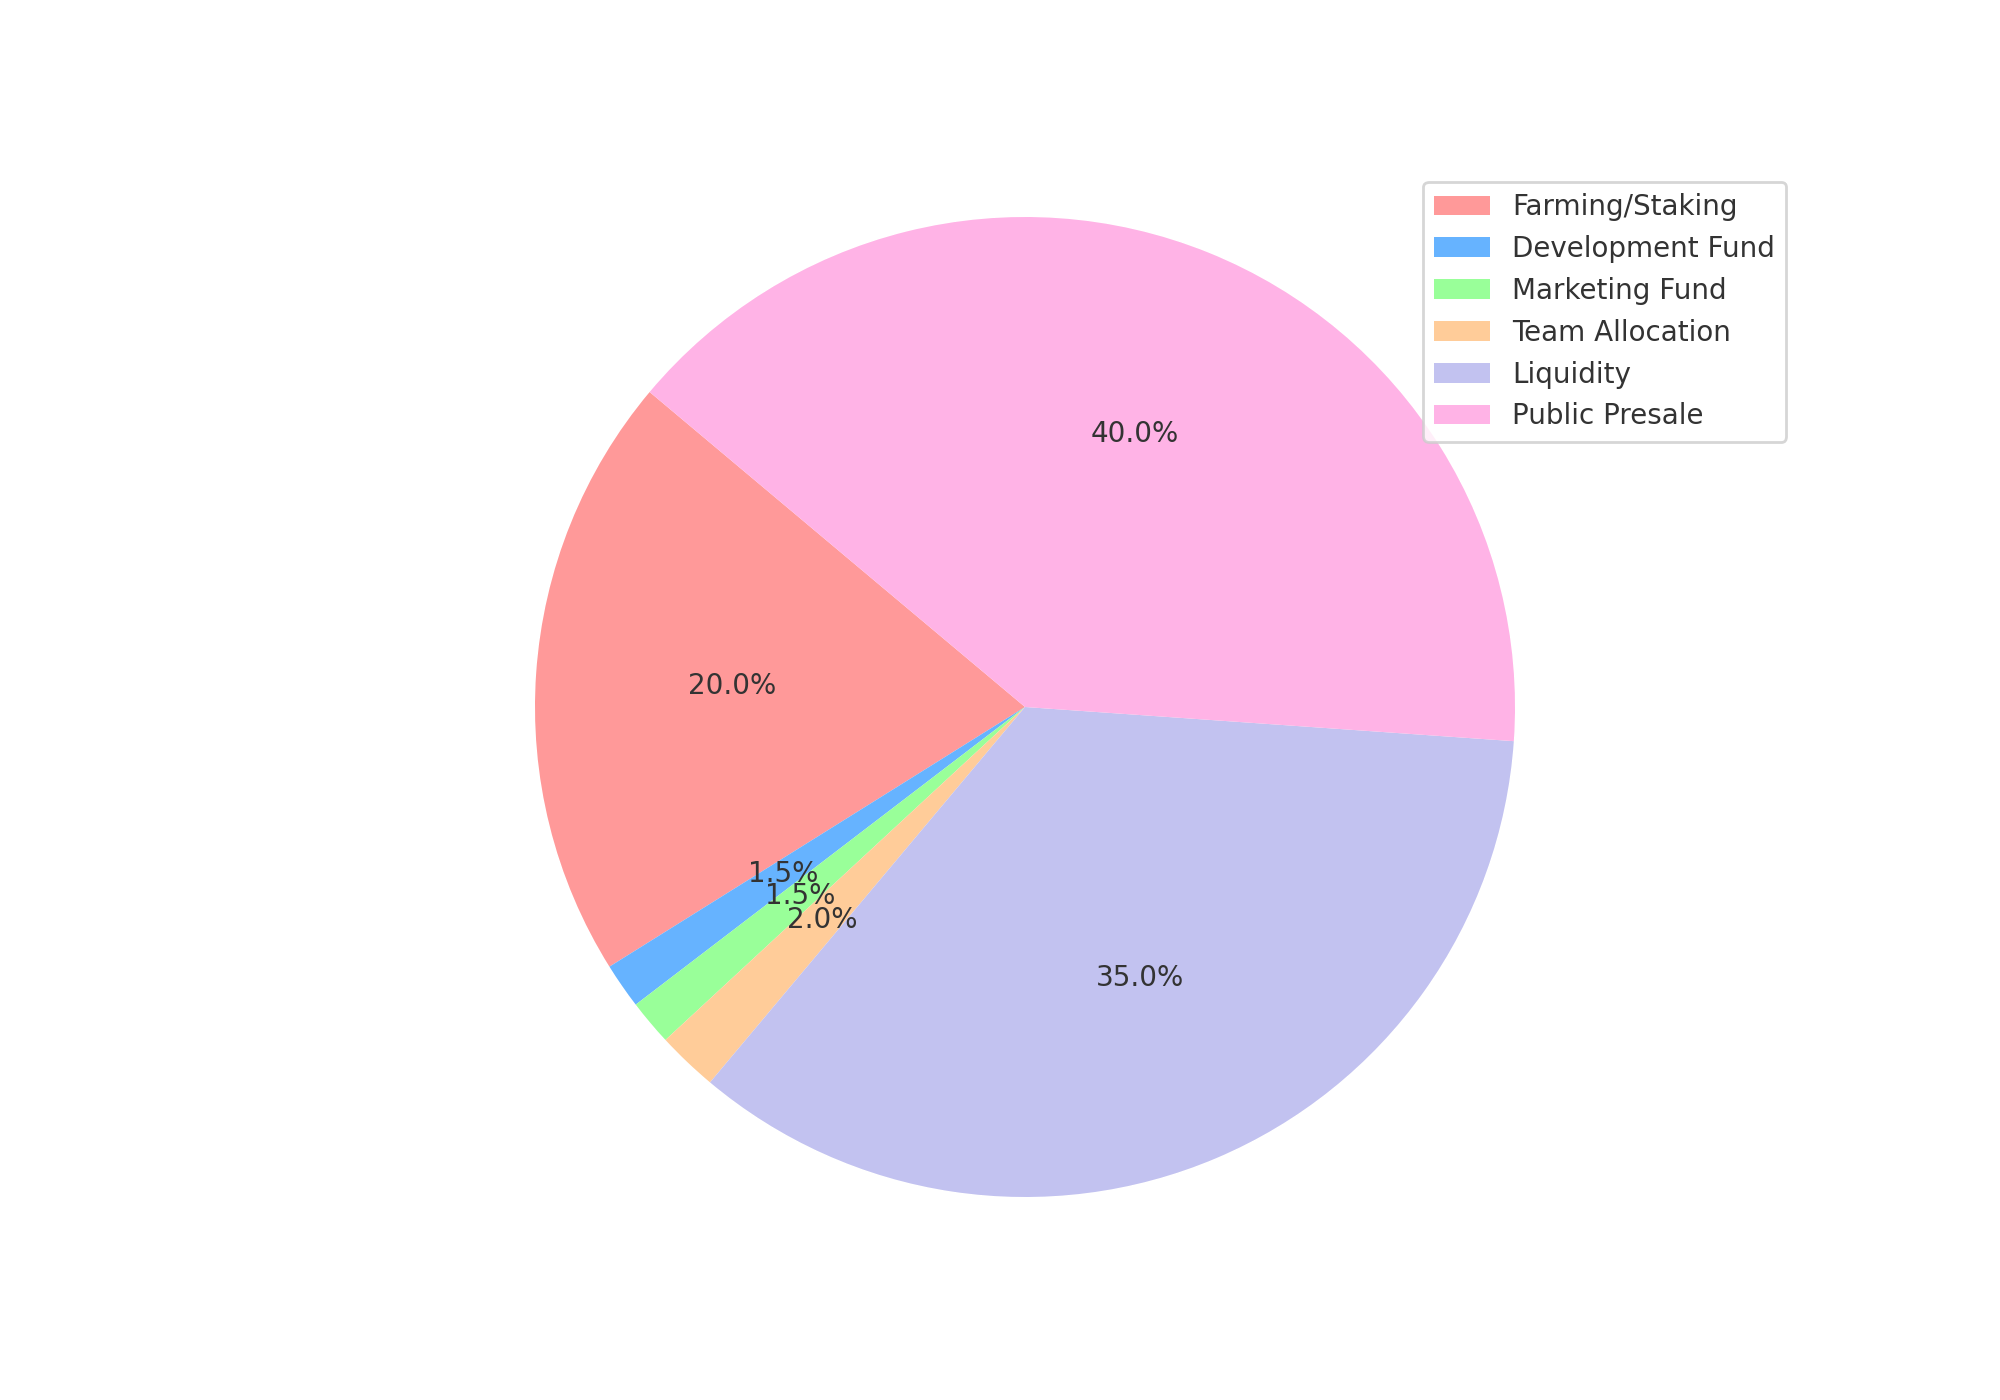 Farming/Staking
Development Fund
Marketing Fund
Team Allocation
Liquidity
Public Presale
40.0%
20.0%
1.5%
1.5%
2.0%
35.0%